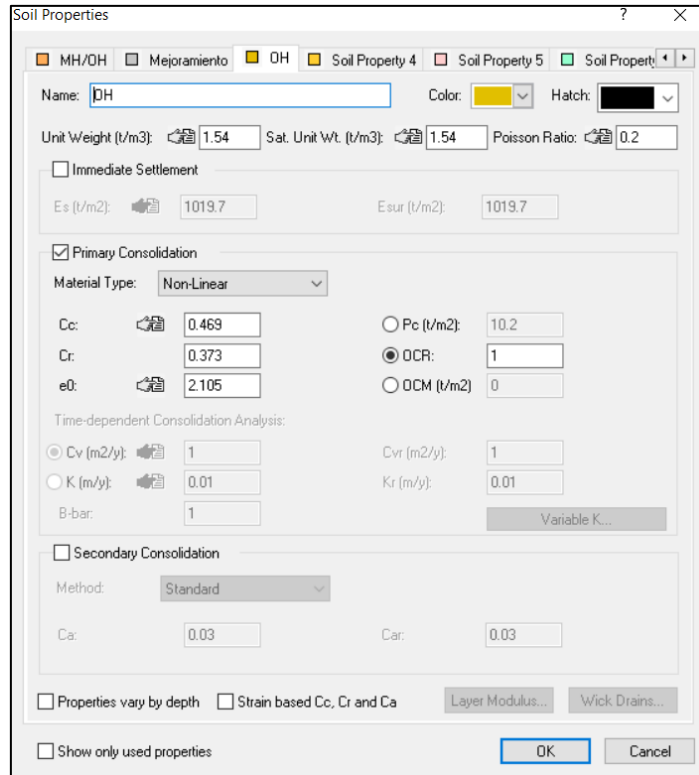 Soil Properties ? ×
MH/OH Mejoramiento OH Soil Property 4 Soil Property 5 Soil Property
Name: OH Color: Hatch:
Unit Weight (t/m3): 1.54 Sat. Unit Wt. (t/m3): 1.54 Poisson Ratio: 0.2
Immediate Settlement
Es (t/m2): 1019.7 Esur (t/m2): 1019.7
Primary Consolidation
Material Type: Non-Linear
Cc: 0.469 Pc (t/m2): 10.2
Cr: 0.373 OCR: 1
e0: 2.105 OCM (t/m2) 0
Time-dependent Consolidation Analysis:
Cv (m2/y): 1 Cvr (m2/y): 1
K (m/y): 0.01 Kr (m/y): 0.01
B-bar: 1 Variable K...
Secondary Consolidation
Method: Standard
Ca: 0.03 Car: 0.03
Properties vary by depth Strain based Cc, Cr and Ca Layer Modulus... Wick Drains...
Show only used properties OK Cancel